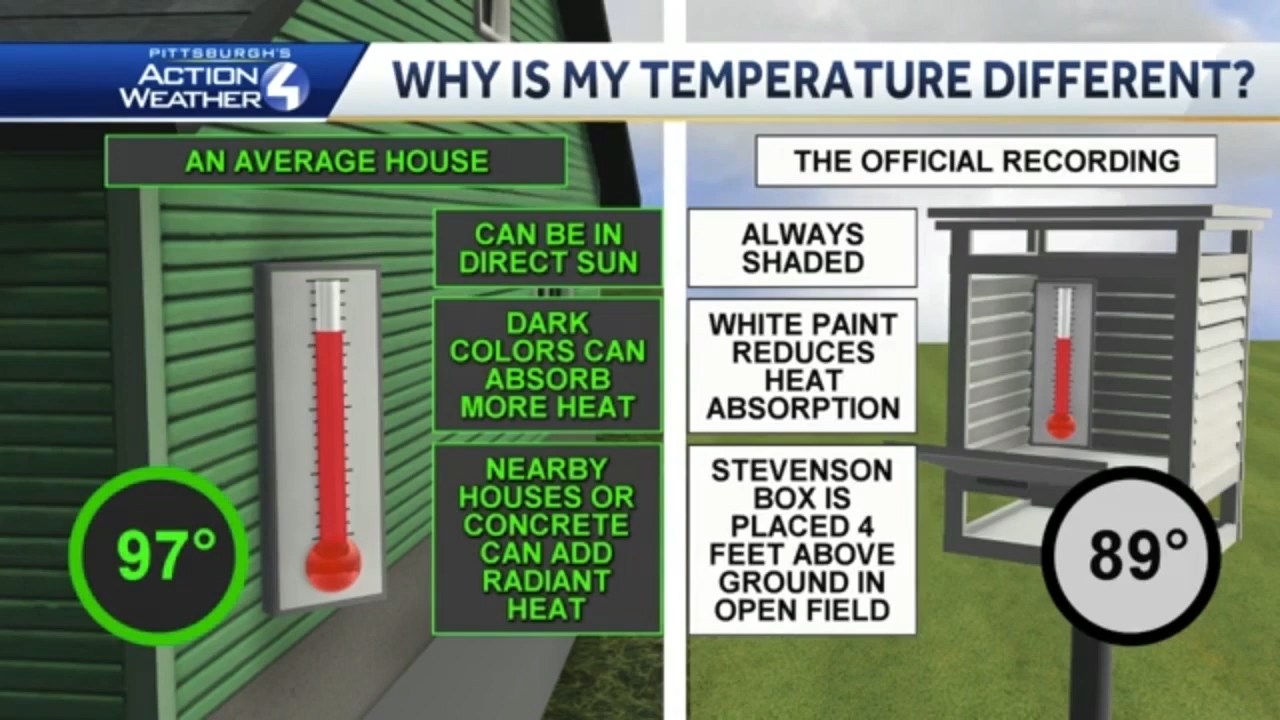 PITTSBURGH'S
ACTION
WEATHER 4
WHY IS MY TEMPERATURE DIFFERENT?
AN AVERAGE HOUSE
CAN BE IN
DIRECT SUN
DARK
COLORS CAN
ABSORB
MORE HEAT
NEARBY
HOUSES OR
CONCRETE
CAN ADD
RADIANT
HEAT
97°
THE OFFICIAL RECORDING
ALWAYS
SHADED
WHITE PAINT
REDUCES
HEAT
ABSORPTION
STEVENSON
BOX IS
PLACED 4
FEET ABOVE
GROUND IN
OPEN FIELD
89°